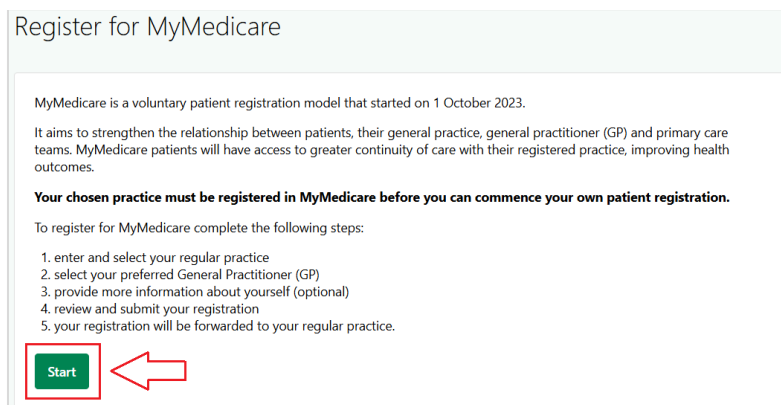 Register for MyMedicare
MyMedicare is a voluntary patient registration model that started on 1 October 2023.
It aims to strengthen the relationship between patients, their general practice, general practitioner (GP) and primary care
teams. MyMedicare patients will have access to greater continuity of care with their registered practice, improving health
outcomes.
Your chosen practice must be registered in MyMedicare before you can commence your own patient registration.
To register for MyMedicare complete the following steps:
1. enter and select your regular practice
2. select your preferred General Practitioner (GP)
3. provide more information about yourself (optional)
4. review and submit your registration
5. your registration will be forwarded to your regular practice.
Start